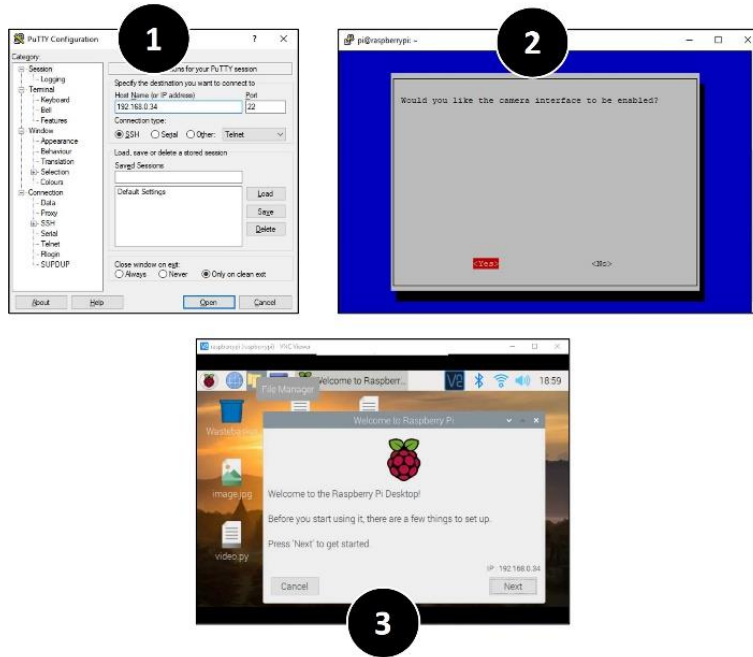 PuTTY Configuration
?
1
Category:
Session
Logging
Terminal
Keyboard
Bell
Features
Window
Appearance
Behaviour
Translation
Selection
Colours
Connection
Data
Proxy
SSH
Serial
Telnet
Rlogin
SUPDUP
ons for your PuTTY session
Specify the destination you want to connect to
Host Name (or IP address) Port
192.168.0.34 22
Connection type:
SSH Serial Other: Telnet
Load, save or delete a stored session
Saved Sessions
Default Settings
Load
Save
Delete
Close window on exit:
Always Never Only on clean exit
About Help Open Cancel
pi@raspberrypi: ~
2
Would you like the camera interface to be enabled?
<Yes> <No>
VNC Viewer
File Manager
Welcome to Raspberr...
18:59
Wastebasket
image.jpg
video.py
Welcome to Raspberry Pi
Welcome to the Raspberry Pi Desktop!
Before you start using it, there are a few things to set up.
Press 'Next' to get started.
IP : 192.168.0.34
Cancel Next
3